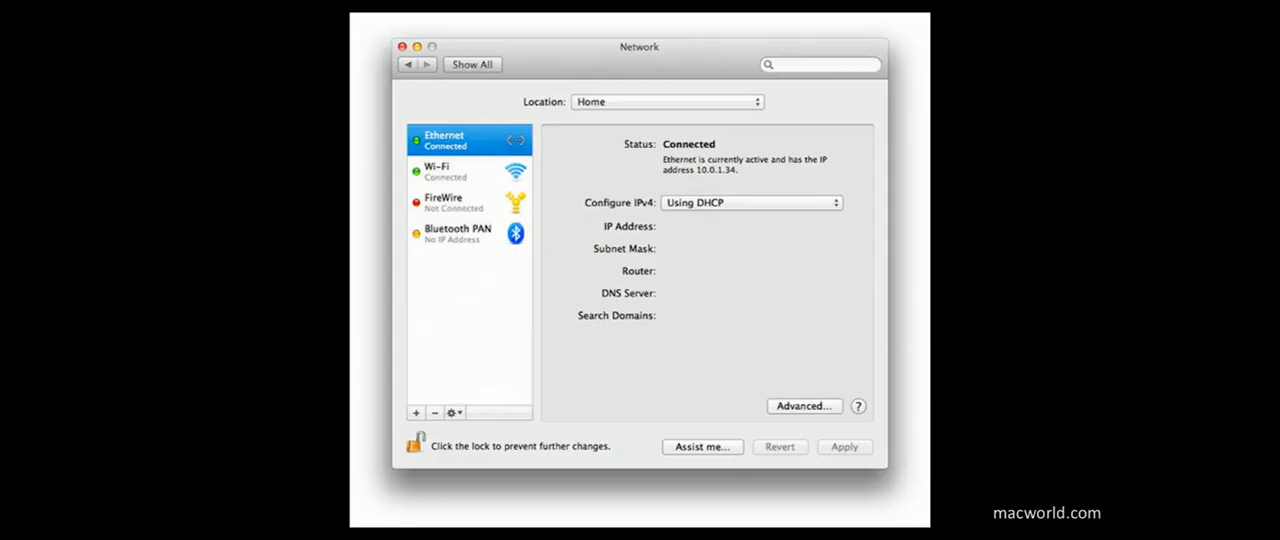 Network
Show All
Location: Home
Ethernet
Connected
Wi-Fi
Connected
FireWire
Not Connected
Bluetooth PAN
No IP Address
Status: Connected
Ethernet is currently active and has the IP
address 10.0.1.34.
Configure IPv4: Using DHCP
IP Address:
Subnet Mask:
Router:
DNS Server:
Search Domains:
Advanced... ?
Click the lock to prevent further changes.
Assist me... Revert Apply
macworld.com